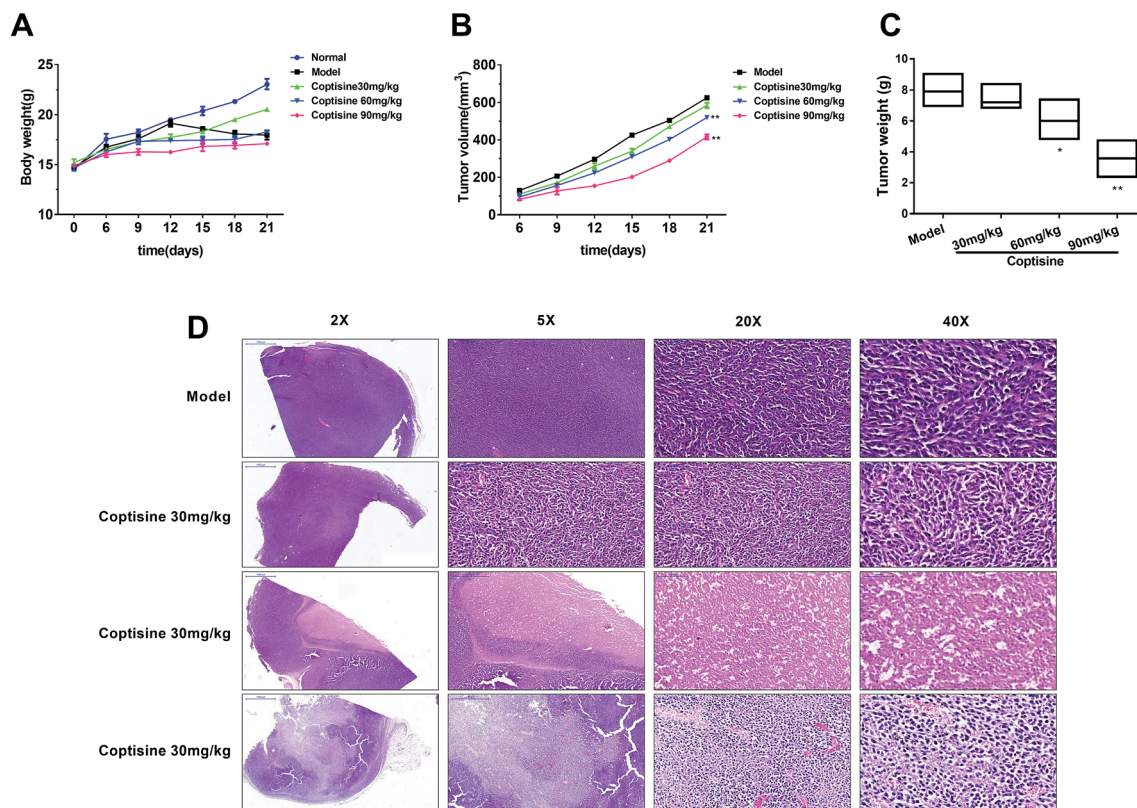 A
Body weight(g)
25
20
15
10
0 6 9 12 15 18 21
time(days)
Normal
Model
Coptisine30mg/kg
Coptisine 60mg/kg
Coptisine 90mg/kg
B
Tumor volume(mm3)
800
600
400
200
0
6 9 12 15 18 21
time(days)
Model
Coptisine30mg/kg
Coptisine 60mg/kg
Coptisine 90mg/kg
**
**
C
Tumor weight (g)
10
8
6
4
2
0
*
**
Model 30mg/kg 60mg/kg 90mg/kg
Coptisine
D
2X 5X 20X 40X
Model
Coptisine 30mg/kg
Coptisine 30mg/kg
Coptisine 30mg/kg